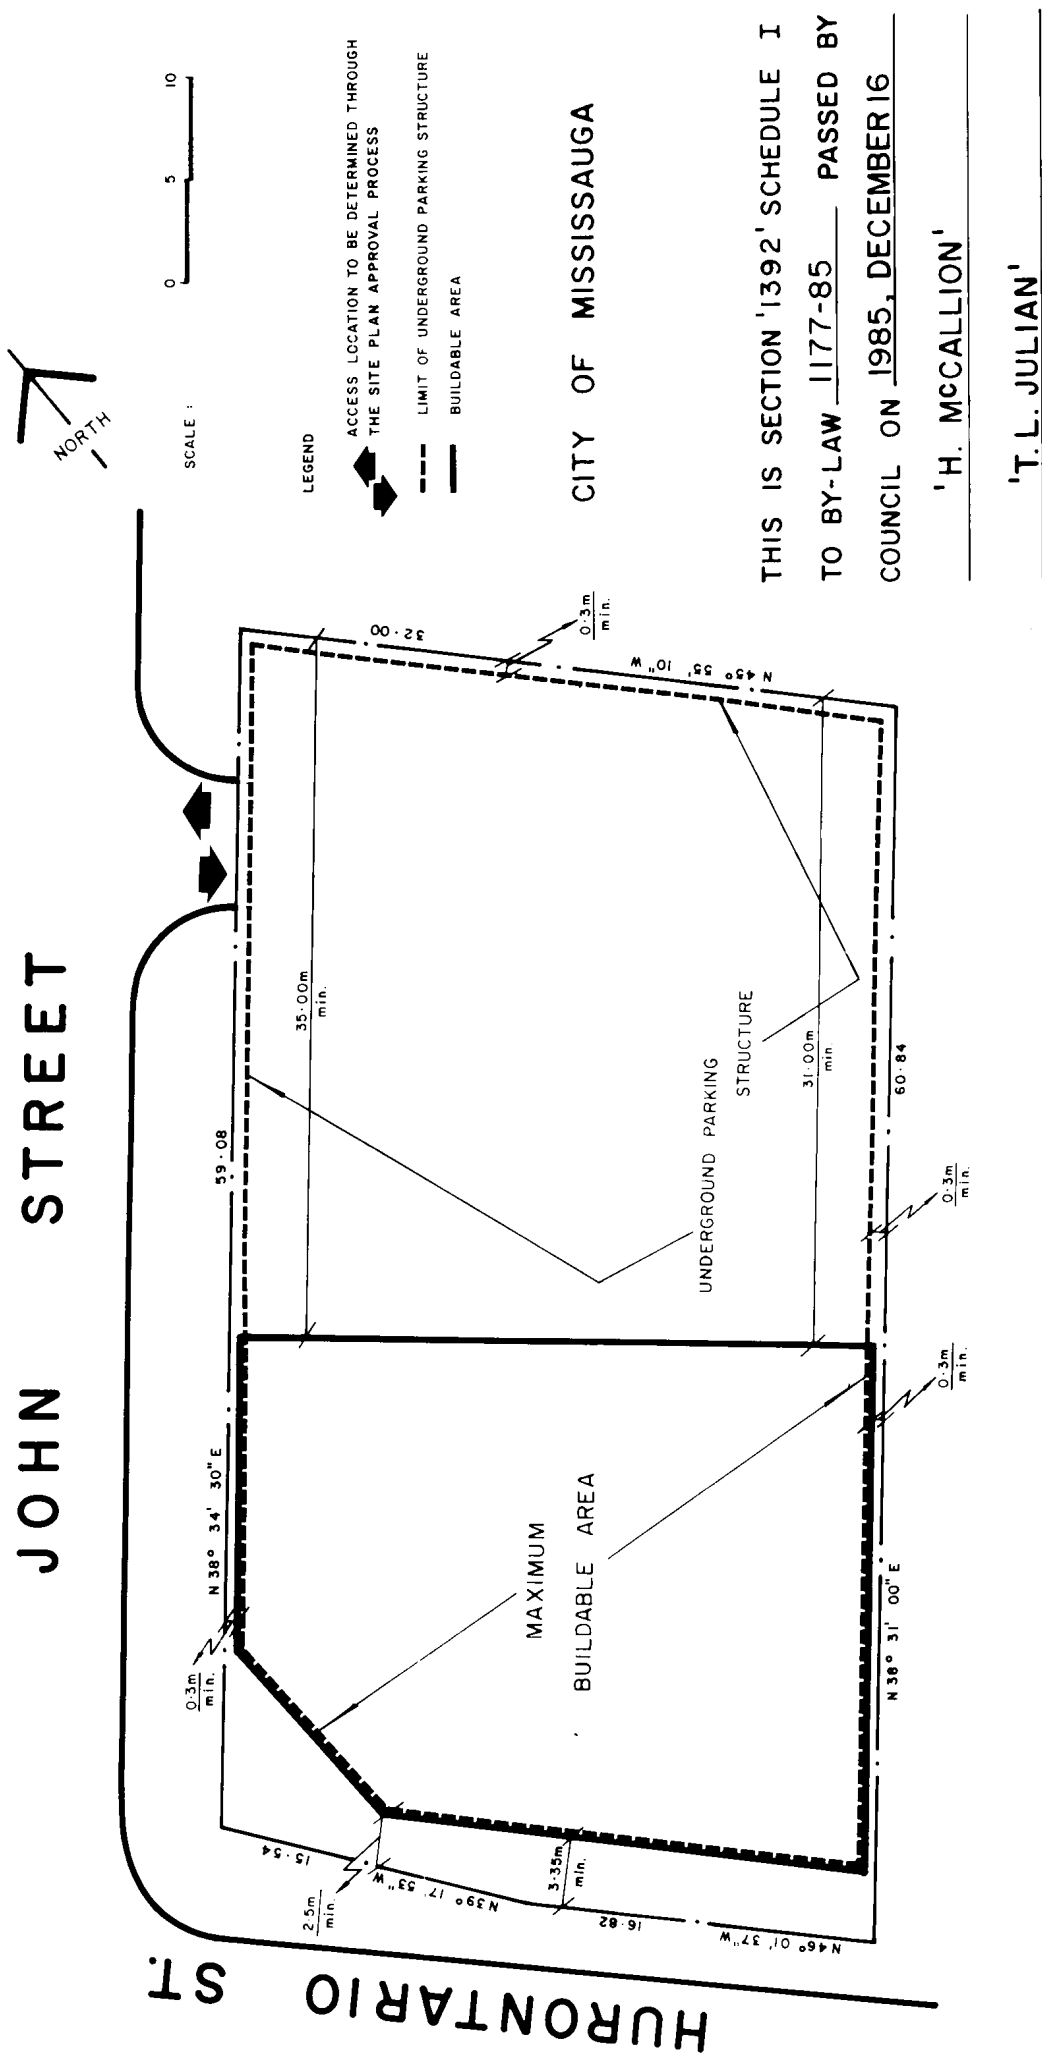 JOHN STREET
HURONTARIO
ST.
NORTH
SCALE :
0 5 10
LEGEND
ACCESS LOCATION TO BE DETERMINED THROUGH
THE SITE PLAN APPROVAL PROCESS
LIMIT OF UNDERGROUND PARKING STRUCTURE
BUILDABLE AREA
CITY OF MISSISSAUGA
THIS IS SECTION '1392' SCHEDULE I
TO BY-LAW 1177-85 PASSED BY
COUNCIL ON 1985, DECEMBER 16
'H. McCALLION'
'T. L. JULIAN'
N 38° 34' 30" E
59·08
0·3m
min.
15·54
N39° 17' 53" W
2·5m
min.
3·35m
min.
16·82
N46° 01' 37" W
MAXIMUM
BUILDABLE AREA
N 38° 31' 00" E
60·84
0·3m
min.
0·3m
min.
35·00m
min.
31·00m
min.
UNDERGROUND PARKING
STRUCTURE
32·00
0·3m
min.
N 45° 55' 10" W